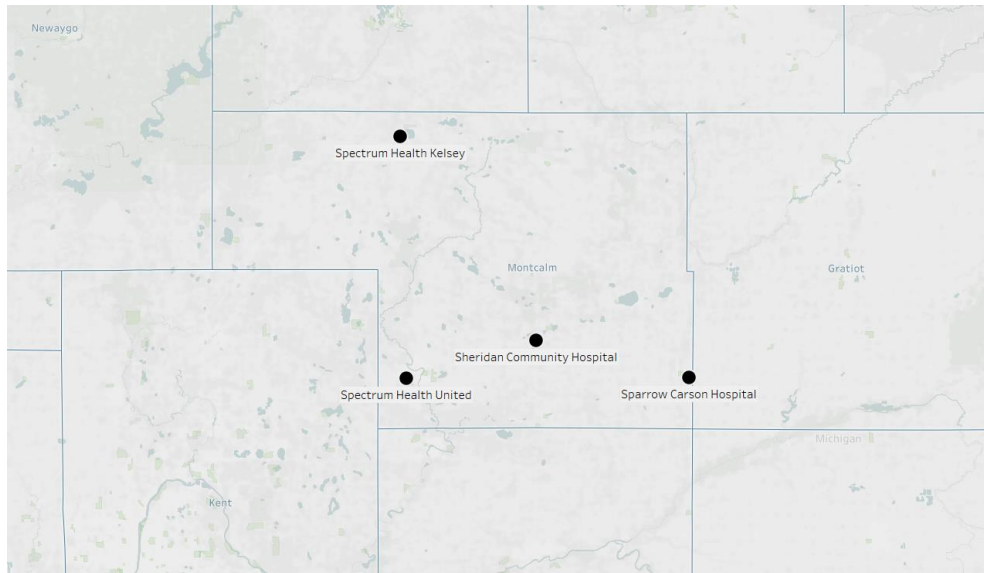 Newaygo
Spectrum Health Kelsey
Montcalm
Gratiot
Sheridan Community Hospital
Spectrum Health United
Sparrow Carson Hospital
Michigan
Kent